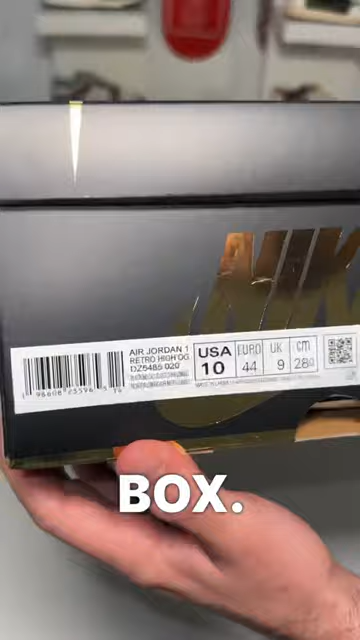 AIR JORDAN 1
RETRO HIGH OG
DZ5485 020
USA
10
EURO
44
UK
9
cm
28
BOX.